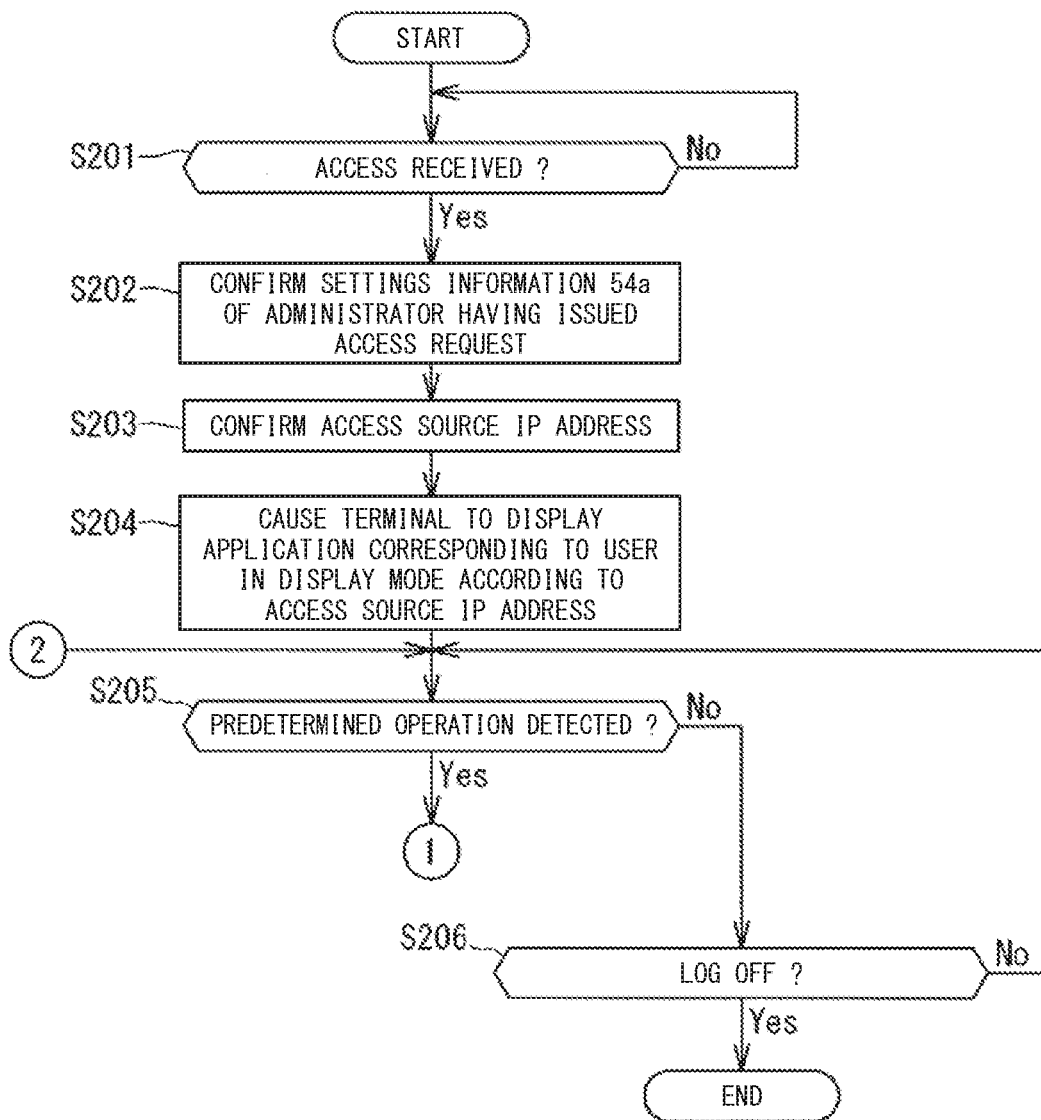 START
S201
ACCESS RECEIVED ?
No
Yes
S202
CONFIRM SETTINGS INFORMATION 54a
OF ADMINISTRATOR HAVING ISSUED
ACCESS REQUEST
S203
CONFIRM ACCESS SOURCE IP ADDRESS
S204
CAUSE TERMINAL TO DISPLAY
APPLICATION CORRESPONDING TO USER
IN DISPLAY MODE ACCORDING TO
ACCESS SOURCE IP ADDRESS
2
S205
PREDETERMINED OPERATION DETECTED ?
No
Yes
1
S206
LOG OFF ?
No
Yes
END